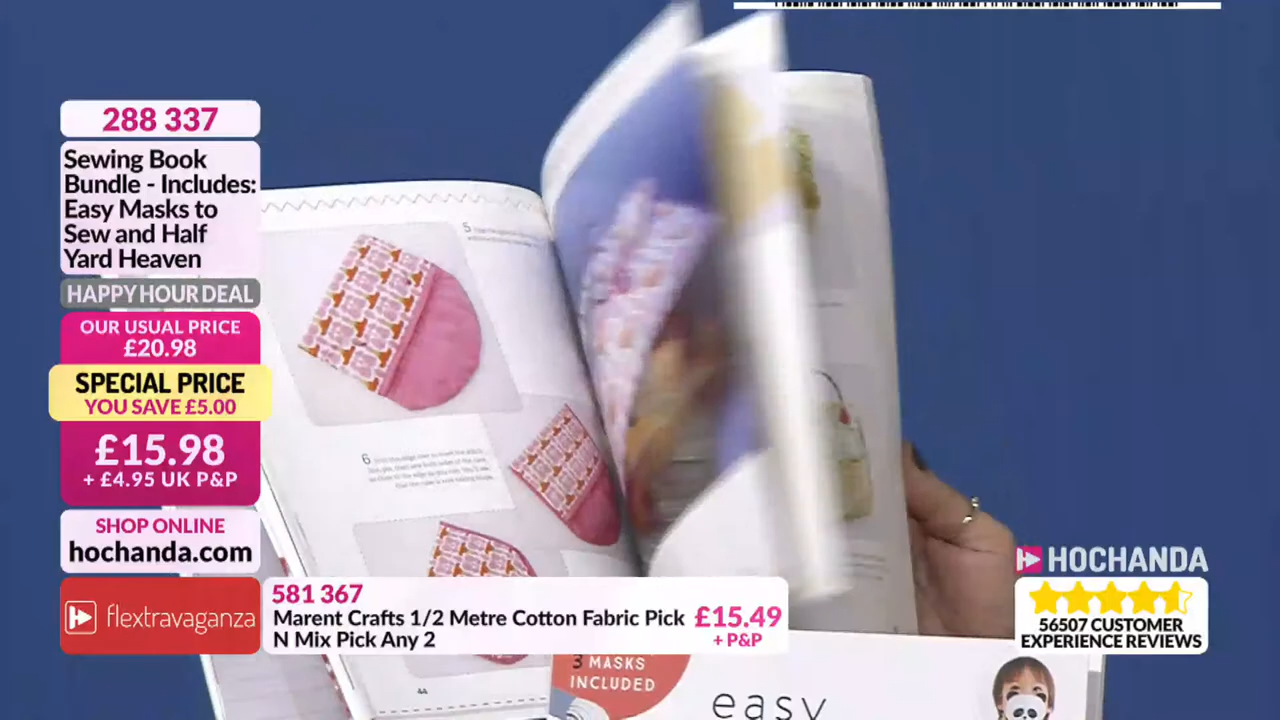 288 337
Sewing Book
Bundle - Includes:
Easy Masks to
Sew and Half
Yard Heaven
HAPPY HOUR DEAL
OUR USUAL PRICE
£20.98
SPECIAL PRICE
YOU SAVE £5.00
£15.98
+ £4.95 UK P&P
SHOP ONLINE
hochanda.com
flextravaganza
581 367
Marent Crafts 1/2 Metre Cotton Fabric Pick
N Mix Pick Any 2
£15.49
+ P&P
HOCHANDA
56507 CUSTOMER
EXPERIENCE REVIEWS
5
6
44
3 MASKS
INCLUDED
easy